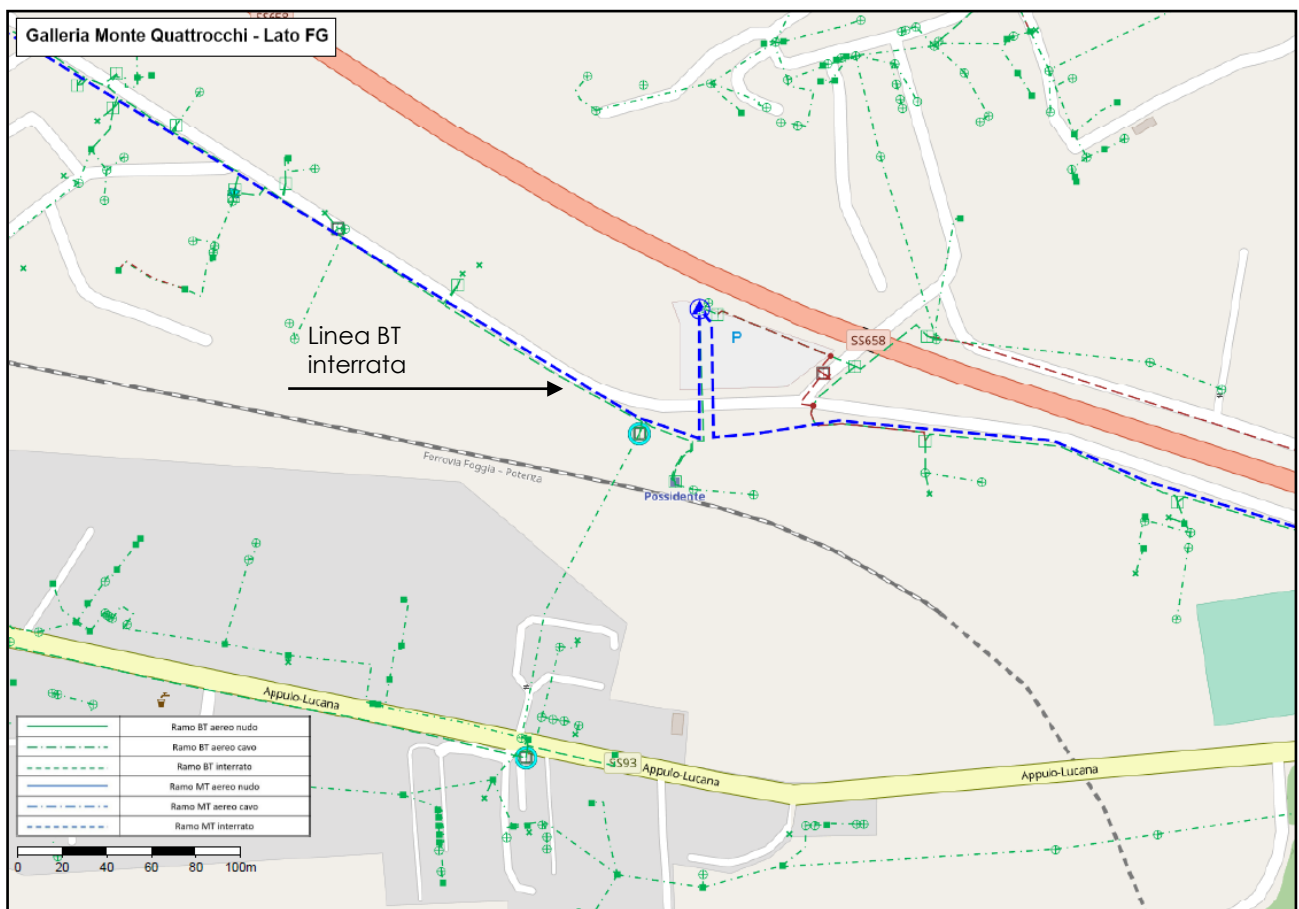 SS658
Galleria Monte Quattrocchi - Lato FG
P
Linea BT
interrata
SS658
Ferrovia Foggia - Potenza
Possidente
Appulo-Lucana
SS93
Appulo-Lucana
Appulo-Lucana
Ramo BT aereo nudo
Ramo BT aereo cavo
Ramo BT interrato
Ramo MT aereo nudo
Ramo MT aereo cavo
Ramo MT interrato
0 20 40 60 80 100m